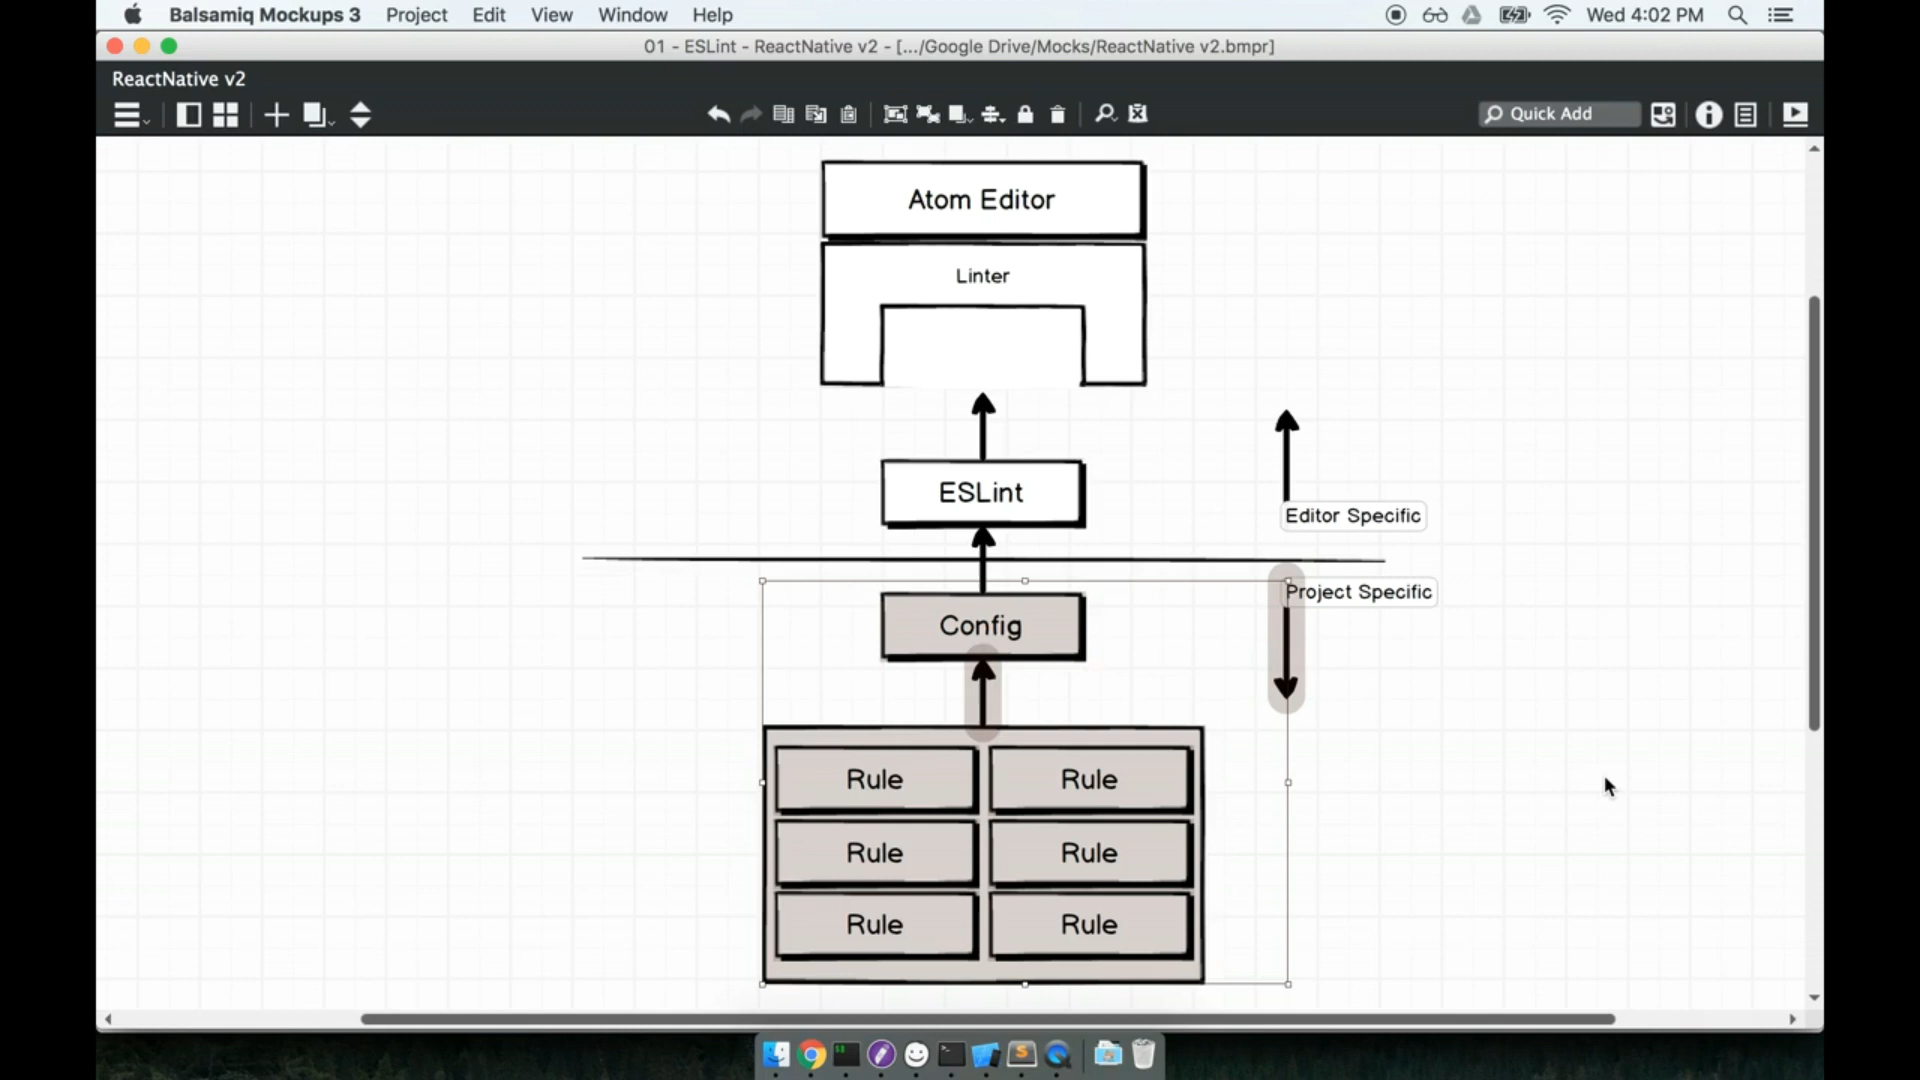 Balsamiq Mockups 3 Project Edit View Window Help Wed 4:02 PM
01 - ESLint - ReactNative v2 - [.../Google Drive/Mocks/ReactNative v2.bmpr]
ReactNative v2
Quick Add
Atom Editor
Linter
ESLint
Editor Specific
Project Specific
Config
Rule Rule
Rule Rule
Rule Rule